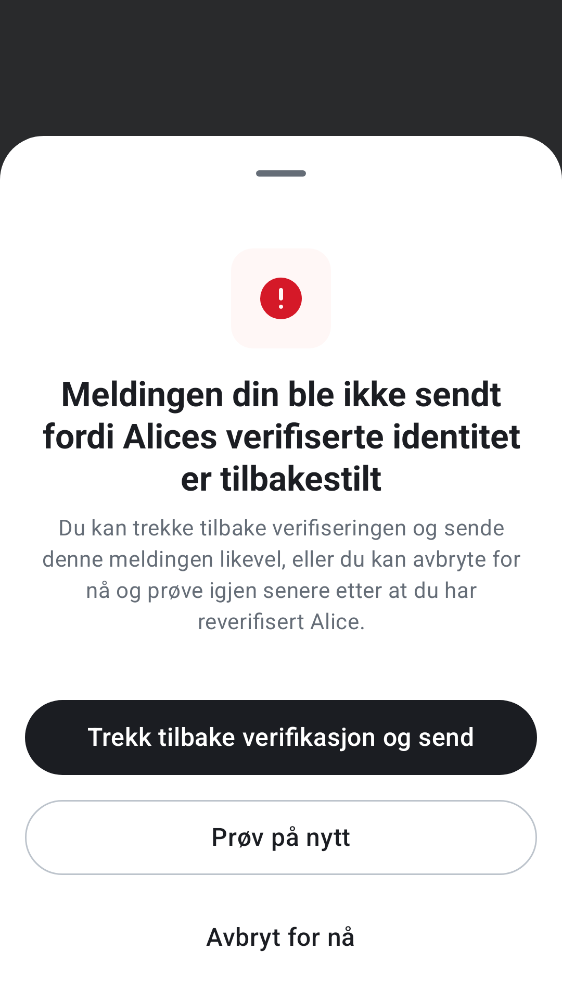 Meldingen din ble ikke sendt
fordi Alices verifiserte identitet
er tilbakestilt
Du kan trekke tilbake verifiseringen og sende
denne meldingen likevel, eller du kan avbryte for
nå og prøve igjen senere etter at du har
reverifisert Alice.
Trekk tilbake verifikasjon og send
Prøv på nytt
Avbryt for nå